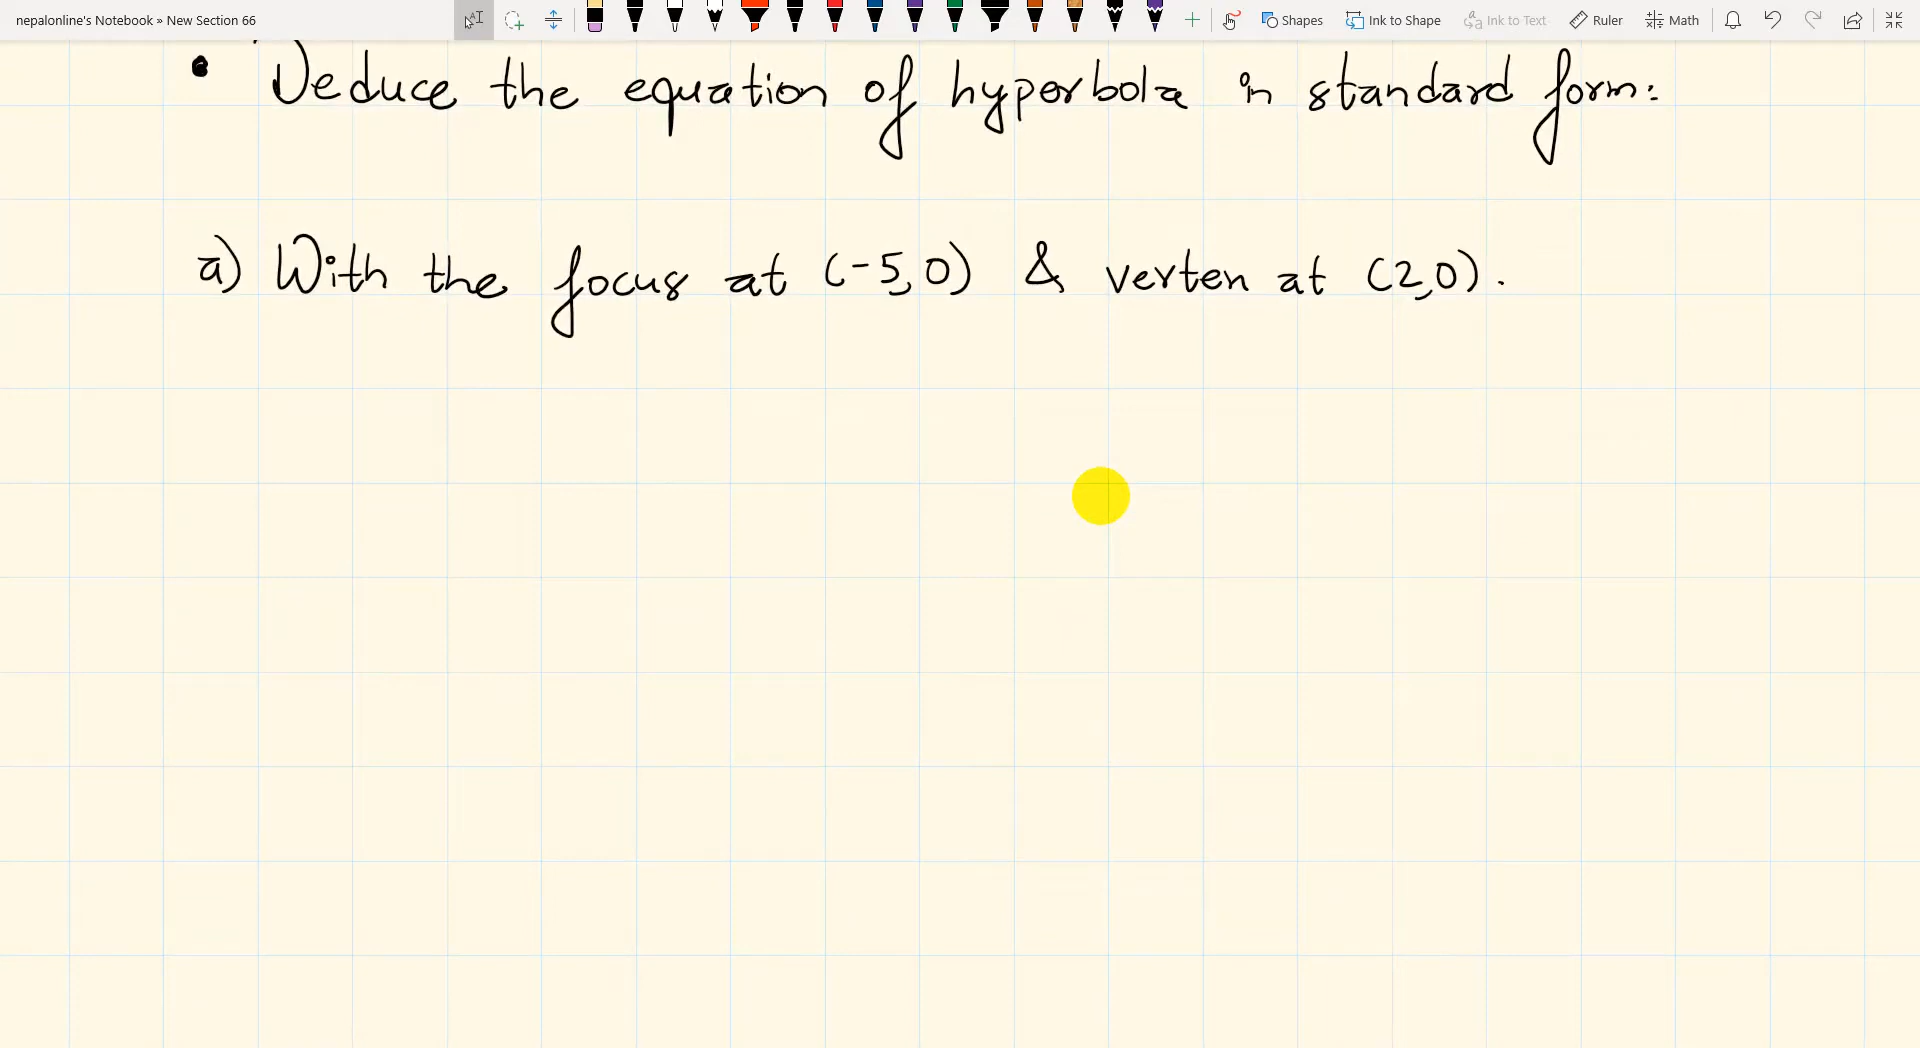 nepalonline's Notebook » New Section 66 Shapes Ink to Shape Ink to Text Ruler Math
• Deduce the equation of hyperbola in standard form:
a) With the focus at (-5,0) & verten at (2,0).